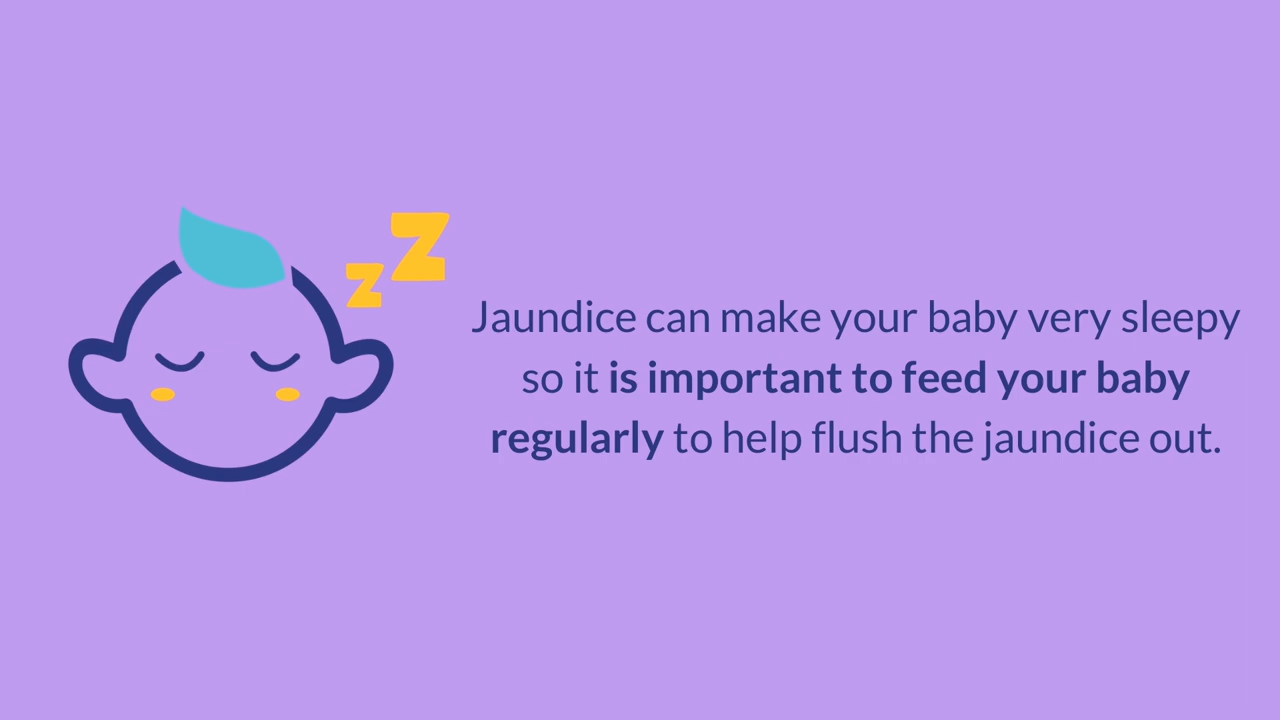 z Z
Jaundice can make your baby very sleepy
so it is important to feed your baby
regularly to help flush the jaundice out.